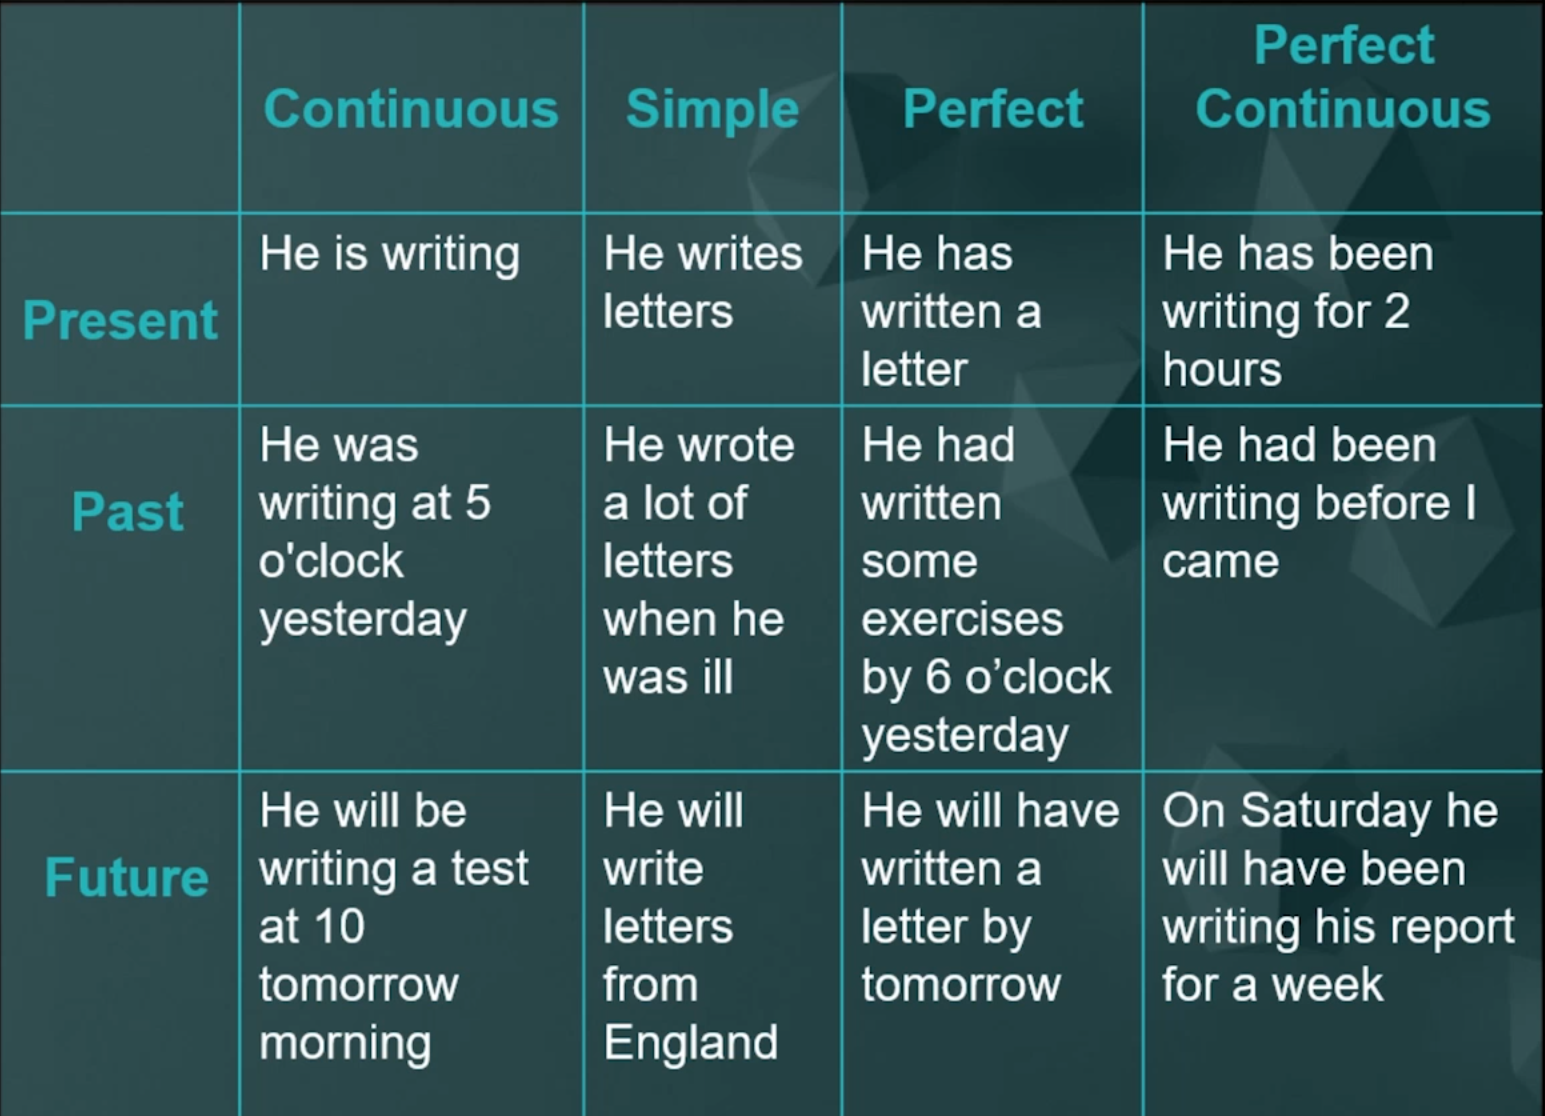 Continuous
Simple
Perfect
Perfect
Continuous
Present
He is writing
He writes
letters
He has
written a
letter
He has been
writing for 2
hours
Past
He was
writing at 5
o'clock
yesterday
He wrote
a lot of
letters
when he
was ill
He had
written
some
exercises
by 6 o’clock
yesterday
He had been
writing before I
came
Future
He will be
writing a test
at 10
tomorrow
morning
He will
write
letters
from
England
He will have
written a
letter by
tomorrow
On Saturday he
will have been
writing his report
for a week